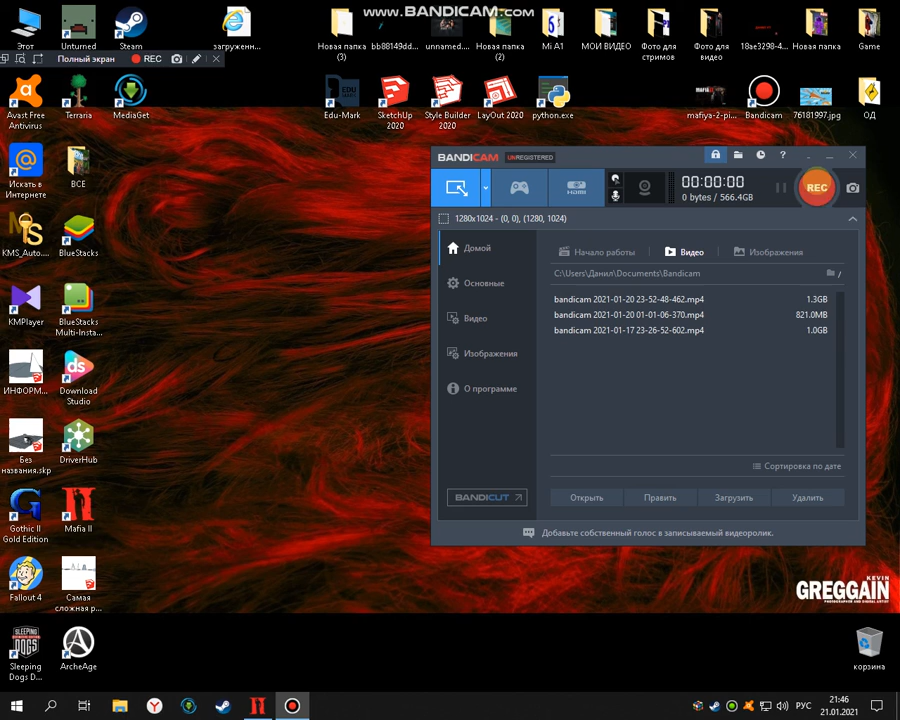 www.BANDICAM.com
Этот
Unturned
Steam
загруженн...
Новая папка (3)
bb88149dd...
unnamed....
Новая папка (2)
Mi A1
МОИ ВИДЕО
Фото для стримов
Фото для видео
18ae3298-4...
Новая папка
Game
Полный экран
REC
Avast Free Antivirus
Terraria
MediaGet
Edu-Mark
SketchUp 2020
Style Builder 2020
LayOut 2020
python.exe
mafiya-2-pi...
Bandicam
76181997.jpg
ОД
Искать в Интернете
ВСЕ
KMS_Auto....
BlueStacks
KMPlayer
BlueStacks Multi-Insta...
ИНФОРМ...
Download Studio
Без названия.skp
DriverHub
Gothic II Gold Edition
Mafia II
Fallout 4
Самая сложная р...
Sleeping Dogs D...
ArcheAge
BANDICAM UNREGISTERED
HDMI
00:00:00
0 bytes / 566.4GB
REC
1280x1024 - (0, 0), (1280, 1024)
Домой
Основные
Видео
Изображения
О программе
BANDICUT
Начало работы
Видео
Изображения
C:\Users\Данил\Documents\Bandicam
bandicam 2021-01-20 23-52-48-462.mp4 1.3GB
bandicam 2021-01-20 01-01-06-370.mp4 821.0MB
bandicam 2021-01-17 23-26-52-602.mp4 1.0GB
Сортировка по дате
Открыть
Править
Загрузить
Удалить
Добавьте собственный голос в записываемый видеоролик.
KEVIN
GREGGAIN
корзина
РУС
21:46
21.01.2021